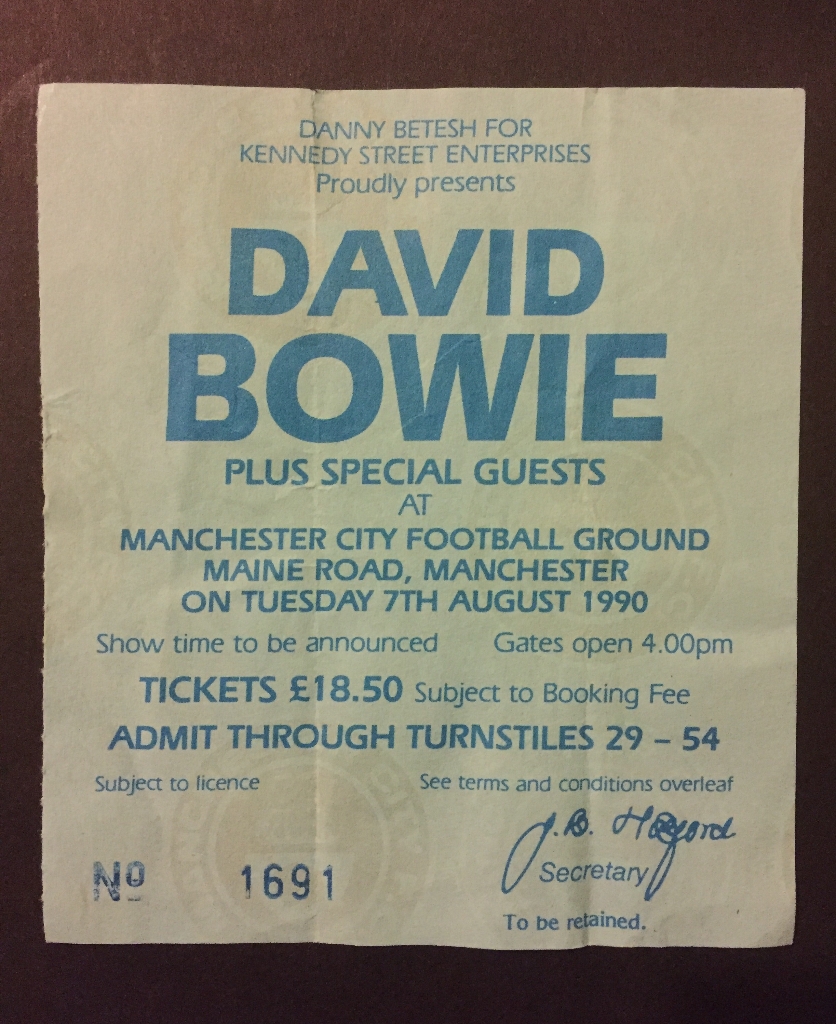 DANNY BETESH FOR
KENNEDY STREET ENTERPRISES
Proudly presents
DAVID
BOWIE
PLUS SPECIAL GUESTS
AT
MANCHESTER CITY FOOTBALL GROUND
MAINE ROAD, MANCHESTER
ON TUESDAY 7TH AUGUST 1990
Show time to be announced Gates open 4.00pm
TICKETS £18.50 Subject to Booking Fee
ADMIT THROUGH TURNSTILES 29 – 54
Subject to licence See terms and conditions overleaf
J.B.
Secretary
Nº 1691
To be retained.